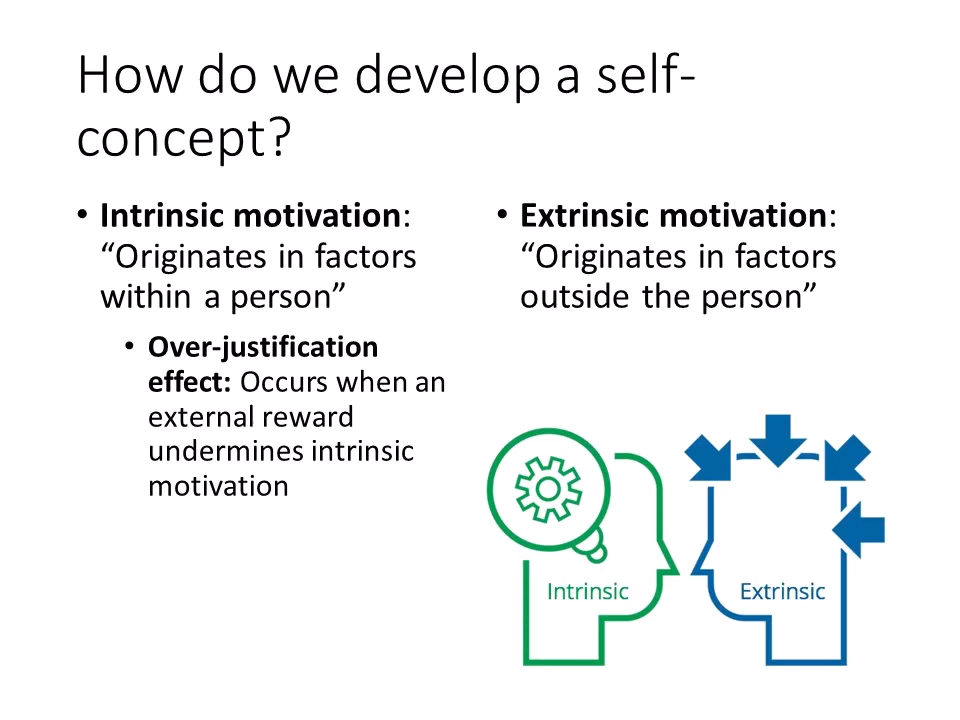 How do we develop a self-
concept?
• Intrinsic motivation:
“Originates in factors
within a person”
• Over-justification
effect: Occurs when an
external reward
undermines intrinsic
motivation
• Extrinsic motivation:
“Originates in factors
outside the person”
Intrinsic
Extrinsic